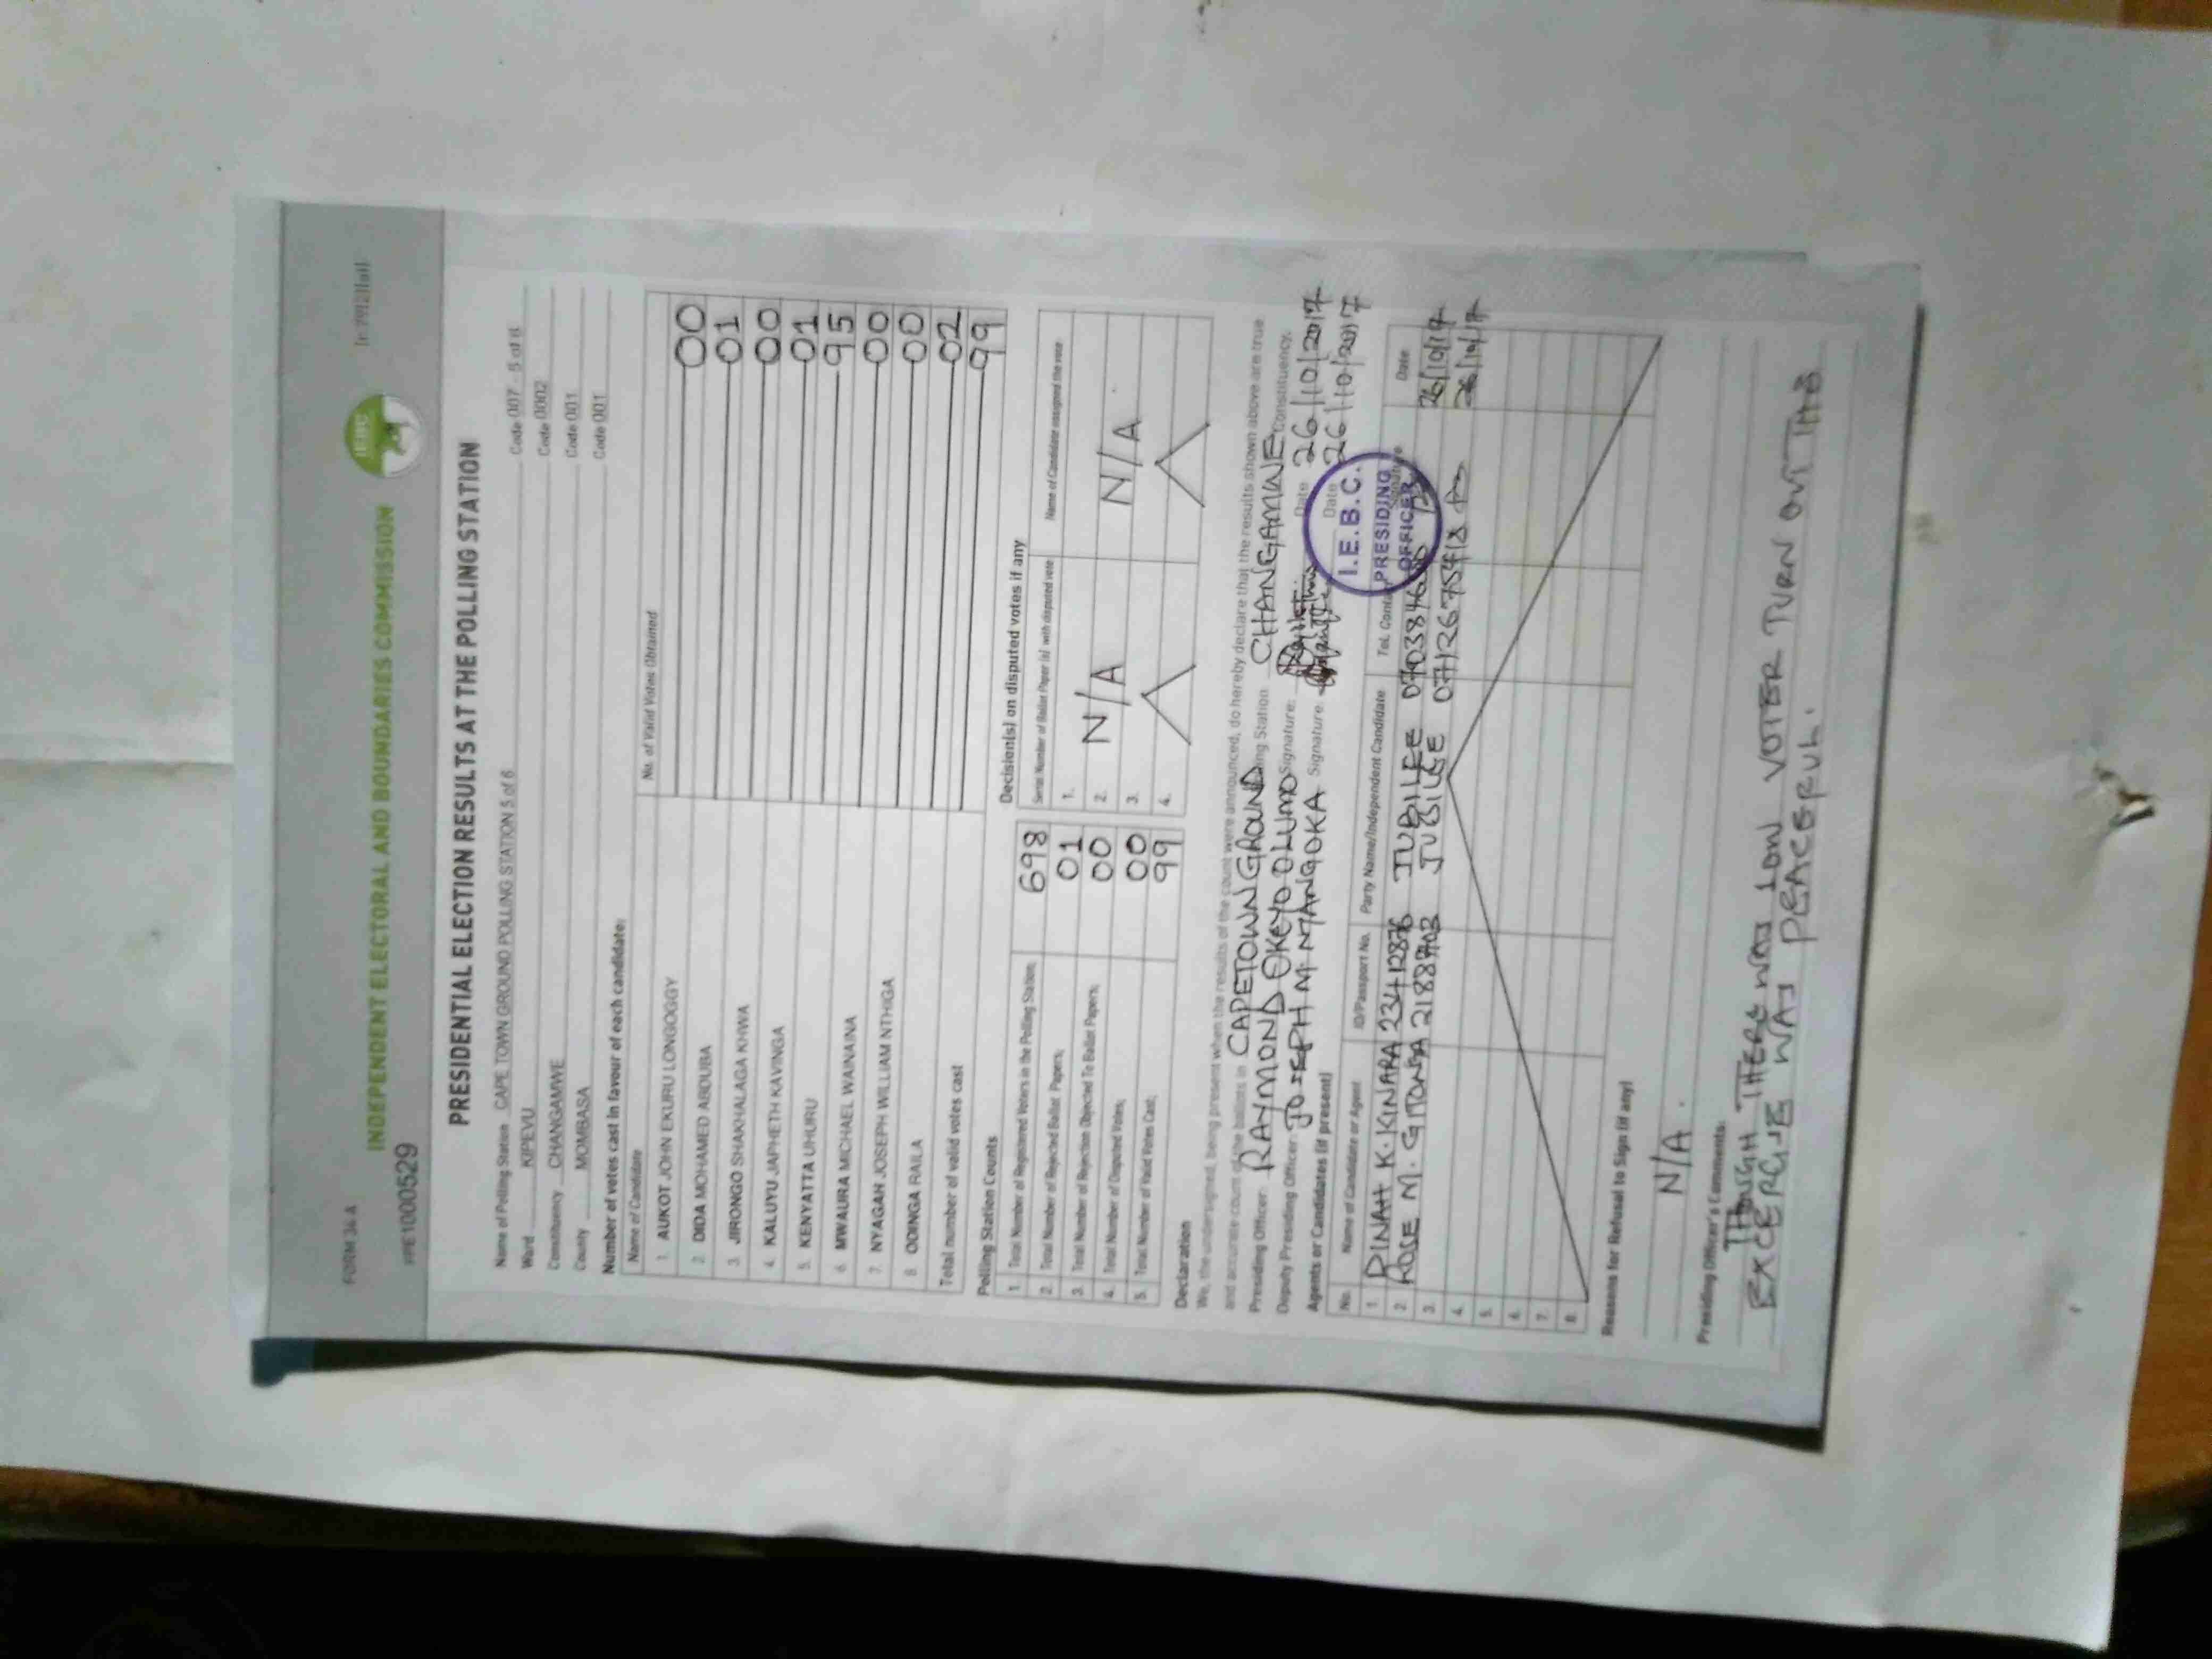 FORM 34 A
INDEPENDENT ELECTORAL AND BOUNDARIES COMMISSION
IEBC
PPE1000529
PRESIDENTIAL ELECTION RESULTS AT THE POLLING STATION
Name of Polling Station CAPE TOWN GROUND POLLING STATION 5 of 6 Code 007
Ward KIPEVU Code 0002
Constituency CHANGAMWE Code 001
County MOMBASA Code 001
Number of votes cast in favour of each candidate:
Name of Candidate No. of Valid Votes Obtained
1. AUKOT JOHN EKURU LONGOGGY 00
2. DIDA MOHAMED ABDUBA 01
3. JIRONGO SHAKHALAGA KHWA 00
4. KALUYU JAPHETH KAVINGA 01
5. KENYATTA UHURU 95
6. MWAURA MICHAEL WAINAINA 00
7. NYAGAH JOSEPH WILLIAM NTHIGA 00
8. ODINGA RAILA 02
Total number of valid votes cast 99
Polling Station Counts
1. Total Number of Registered Voters in the Polling Station; 698
2. Total Number of Rejected Ballot Papers; 01
3. Total Number of Rejection Objected To Ballot Papers; 00
4. Total Number of Disputed Votes; 00
5. Total Number of Valid Votes Cast; 99
Decision(s) on disputed votes if any
Serial Number of Ballot Paper (s) with disputed vote Name of Candidate assigned the vote
1.
2. N/A N/A
3.
4.
Declaration
We, the undersigned, being present when the results of the count were announced, do hereby declare that the results shown above are true
and accurate count of the ballots in CAPETOWN GROUND Polling Station CHANGAMWE Constituency.
Presiding Officer: RAYMOND OKEYO OLUMO Signature: Date 26/10/2017
Deputy Presiding Officer: JOSEPH M. NTANGOKA Signature: Date 26/10/2017
I.E.B.C.
PRESIDING
OFFICER
Agents or Candidates (if present)
No. Name of Candidate or Agent ID/Passport No. Party Name/Independent Candidate Tel. Contact Signature Date
1. DINAH K. KINARA 23412876 JUBILEE 26/10/17
2. ROSE M. GITONGA JUBILEE 26/10/17
3.
4.
5.
6.
7.
8.
Reasons for Refusal to Sign (if any)
N/A.
Presiding Officer's Comments:
THOUGH THERE WAS LOW VOTER TURN OUT THE
EXCERCISE WAS PEACEFUL.